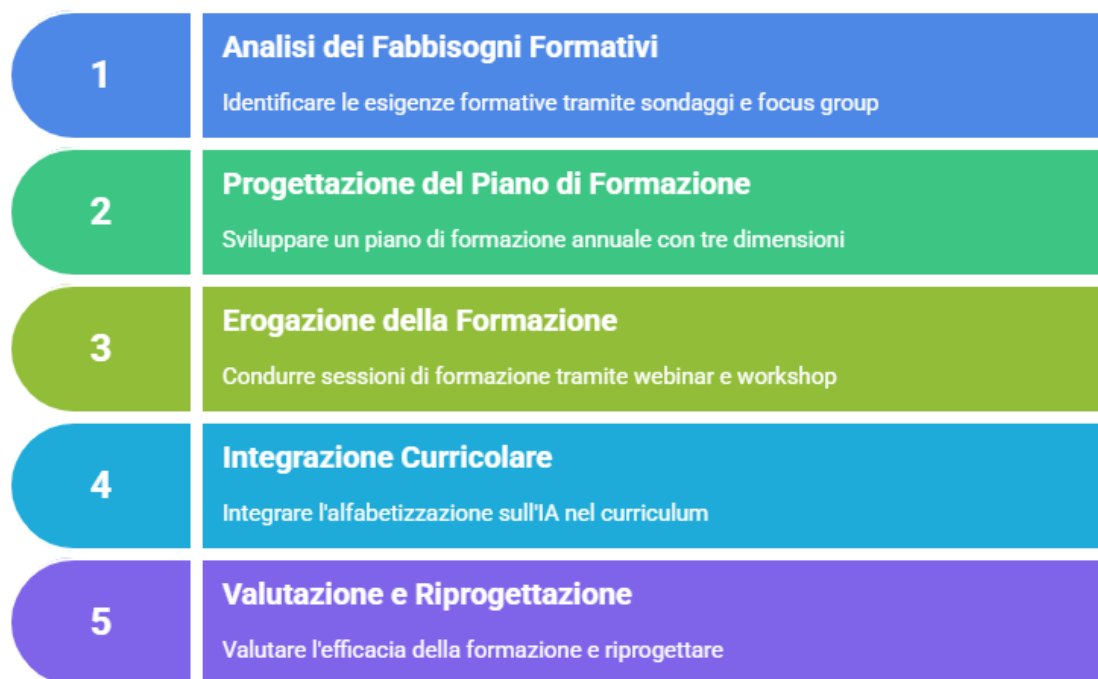 1
Analisi dei Fabbisogni Formativi
Identificare le esigenze formative tramite sondaggi e focus group
2
Progettazione del Piano di Formazione
Sviluppare un piano di formazione annuale con tre dimensioni
3
Erogazione della Formazione
Condurre sessioni di formazione tramite webinar e workshop
4
Integrazione Curricolare
Integrare l'alfabetizzazione sull'IA nel curriculum
5
Valutazione e Riprogettazione
Valutare l'efficacia della formazione e riprogettare